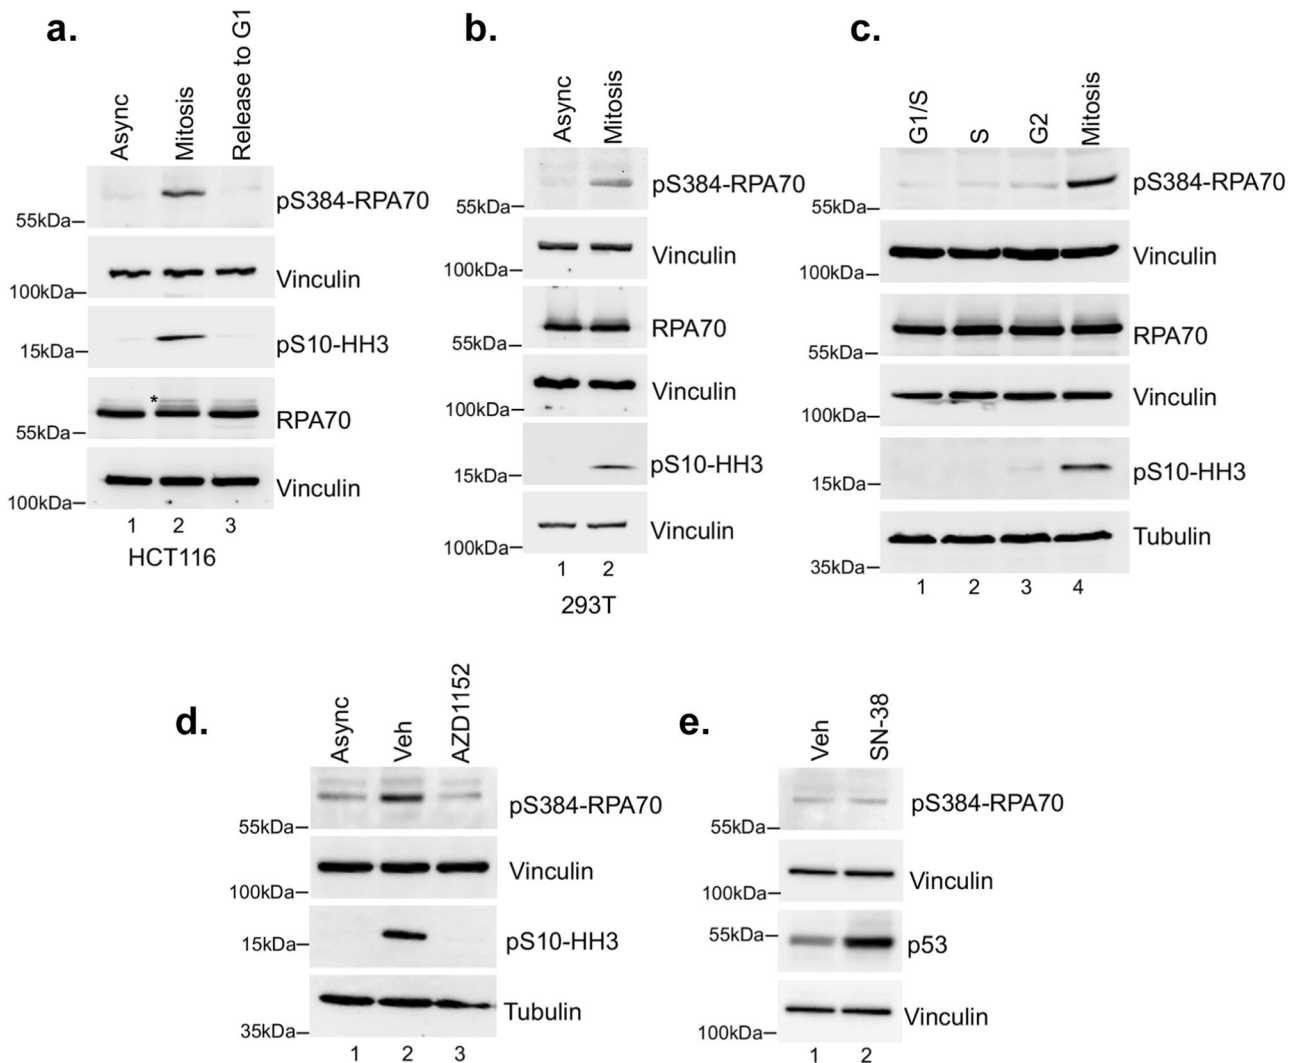 a.
Async
Mitosis
Release to G1
pS384-RPA70
55kDa
Vinculin
100kDa
pS10-HH3
15kDa
*
RPA70
55kDa
Vinculin
100kDa
1 2 3
HCT116
b.
Async
Mitosis
pS384-RPA70
55kDa
Vinculin
100kDa
RPA70
55kDa
Vinculin
100kDa
pS10-HH3
15kDa
Vinculin
100kDa
1 2
293T
c.
G1/S
S
G2
Mitosis
pS384-RPA70
55kDa
Vinculin
100kDa
RPA70
55kDa
Vinculin
100kDa
pS10-HH3
15kDa
Tubulin
35kDa
1 2 3 4
d.
Async
Veh
AZD1152
pS384-RPA70
55kDa
Vinculin
100kDa
pS10-HH3
15kDa
Tubulin
35kDa
1 2 3
e.
Veh
SN-38
pS384-RPA70
55kDa
Vinculin
100kDa
55kDa
p53
Vinculin
100kDa
1 2